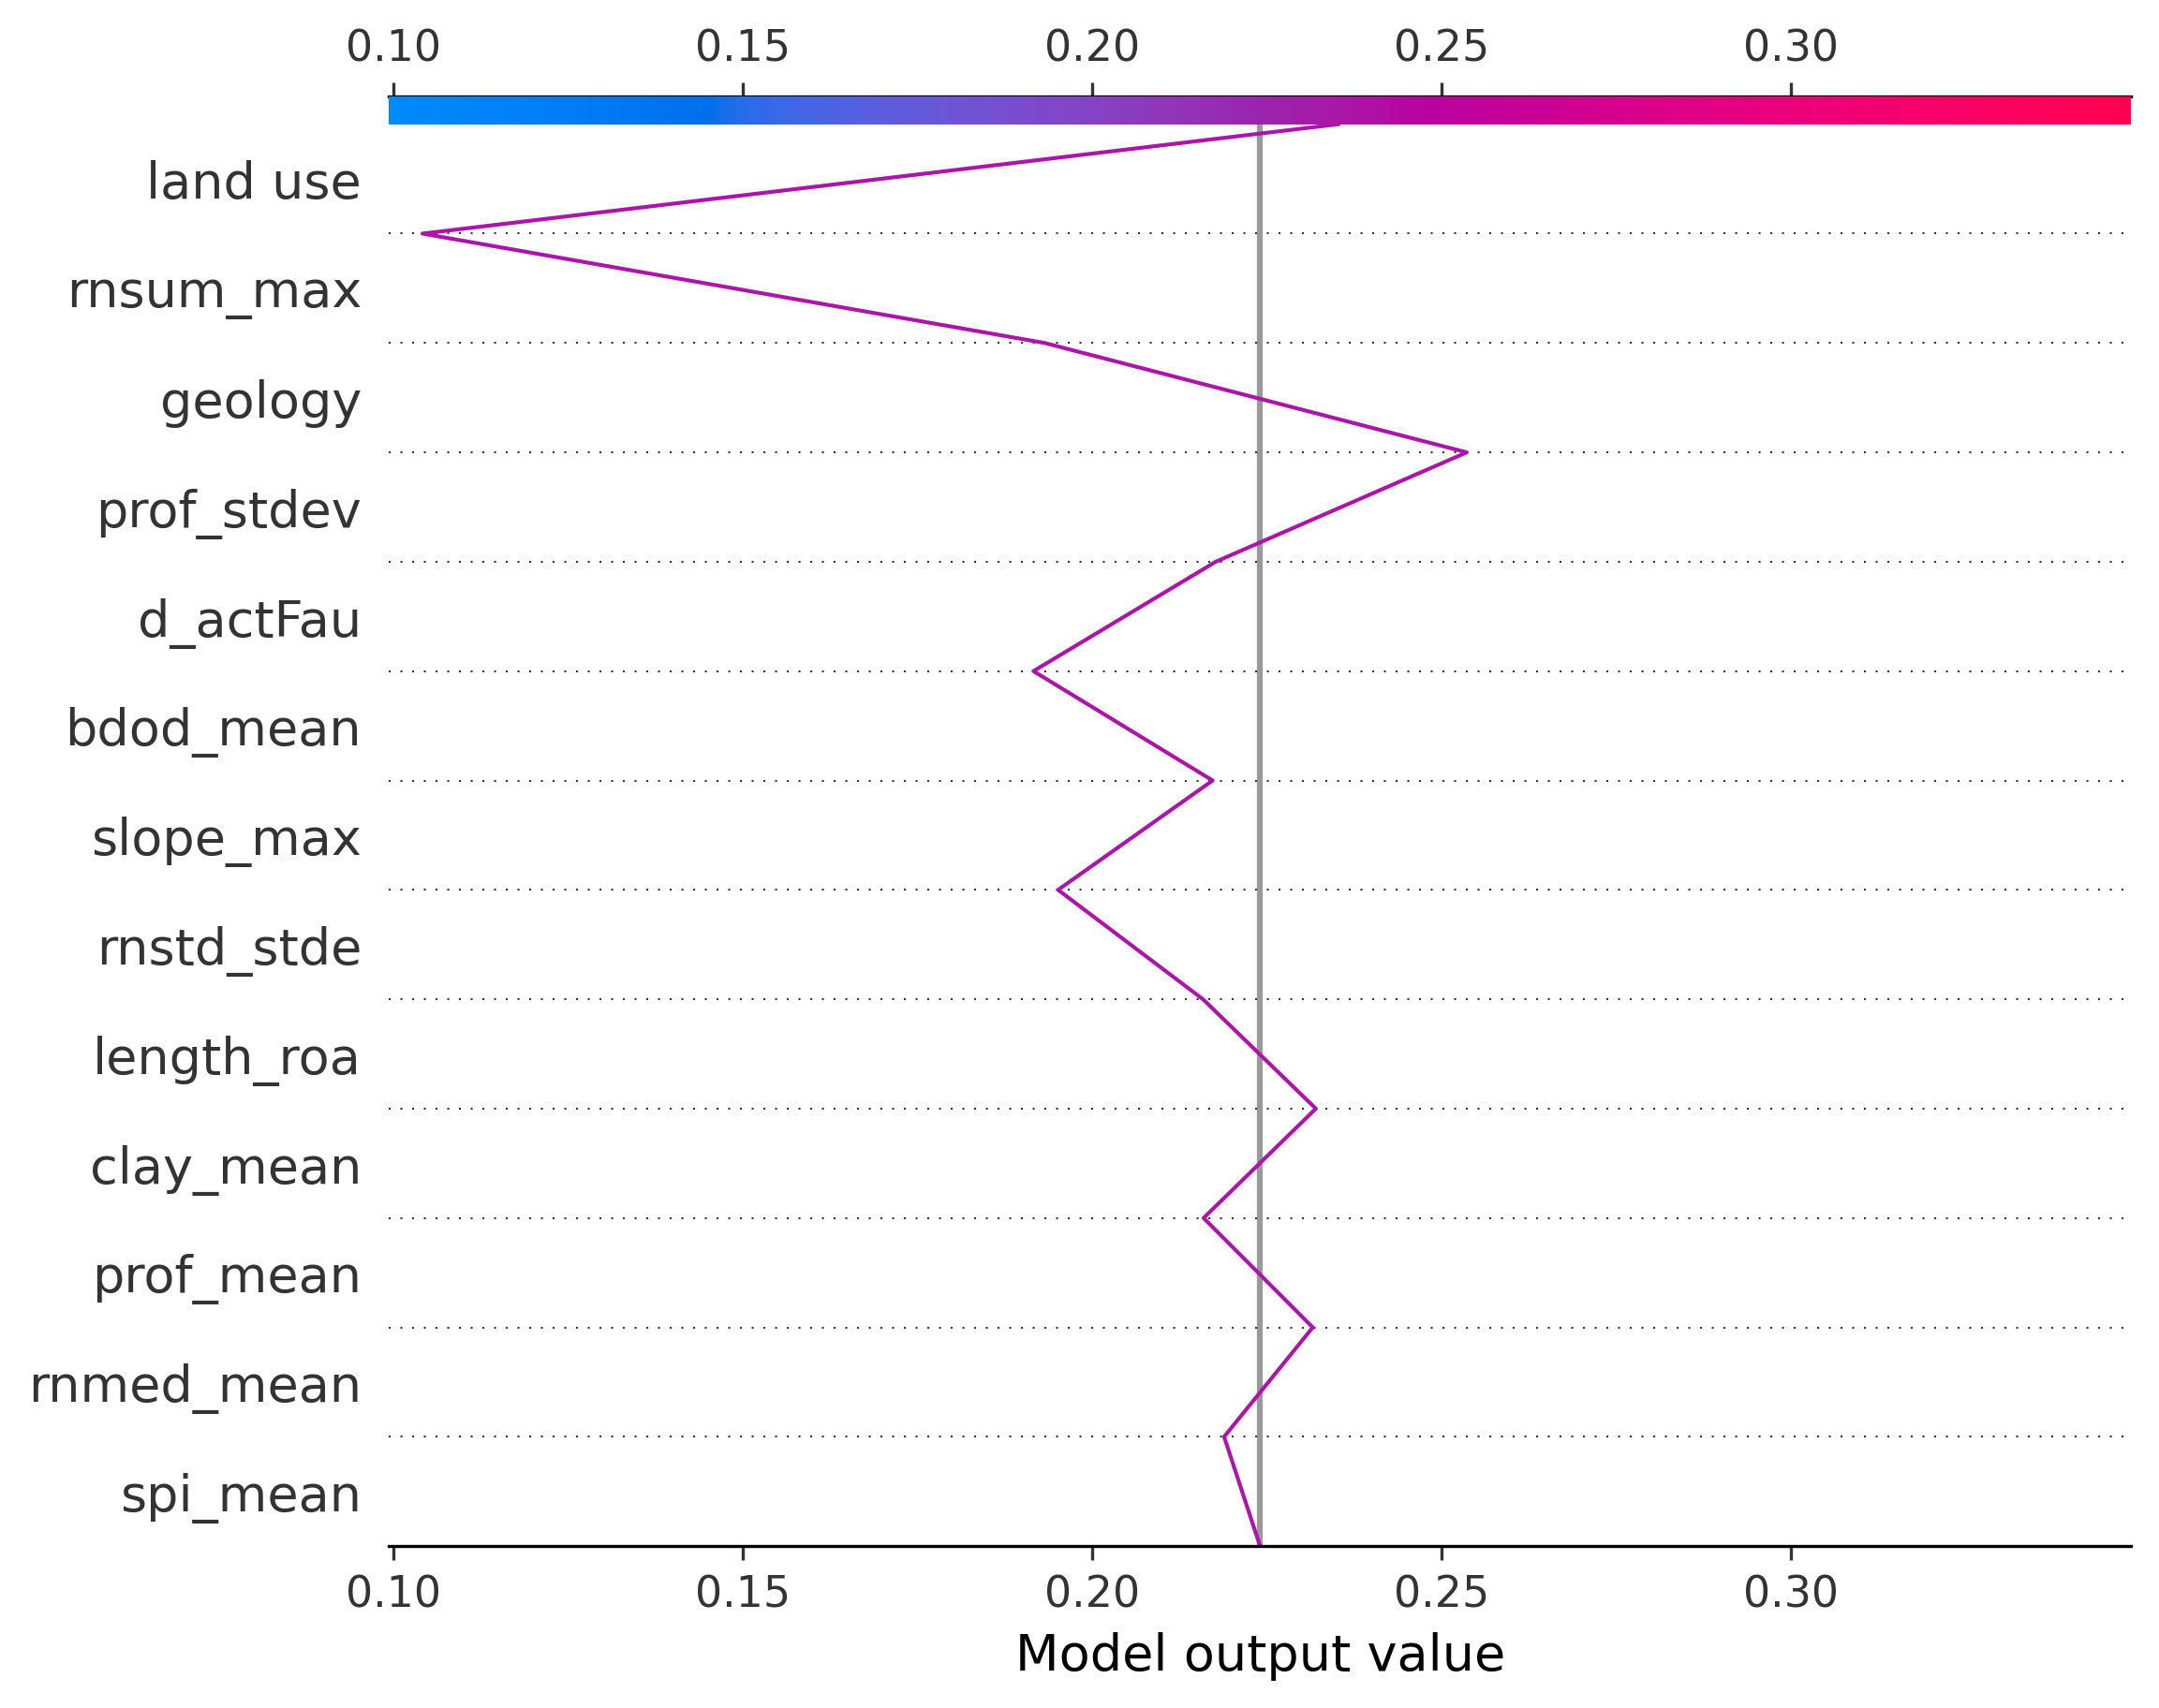 0.10 0.15 0.20 0.25 0.30
land use
rnsum_max
geology
prof_stdev
d_actFau
bdod_mean
slope_max
rnstd_stde
length_roa
clay_mean
prof_mean
rnmed_mean
spi_mean
0.10 0.15 0.20 0.25 0.30
Model output value